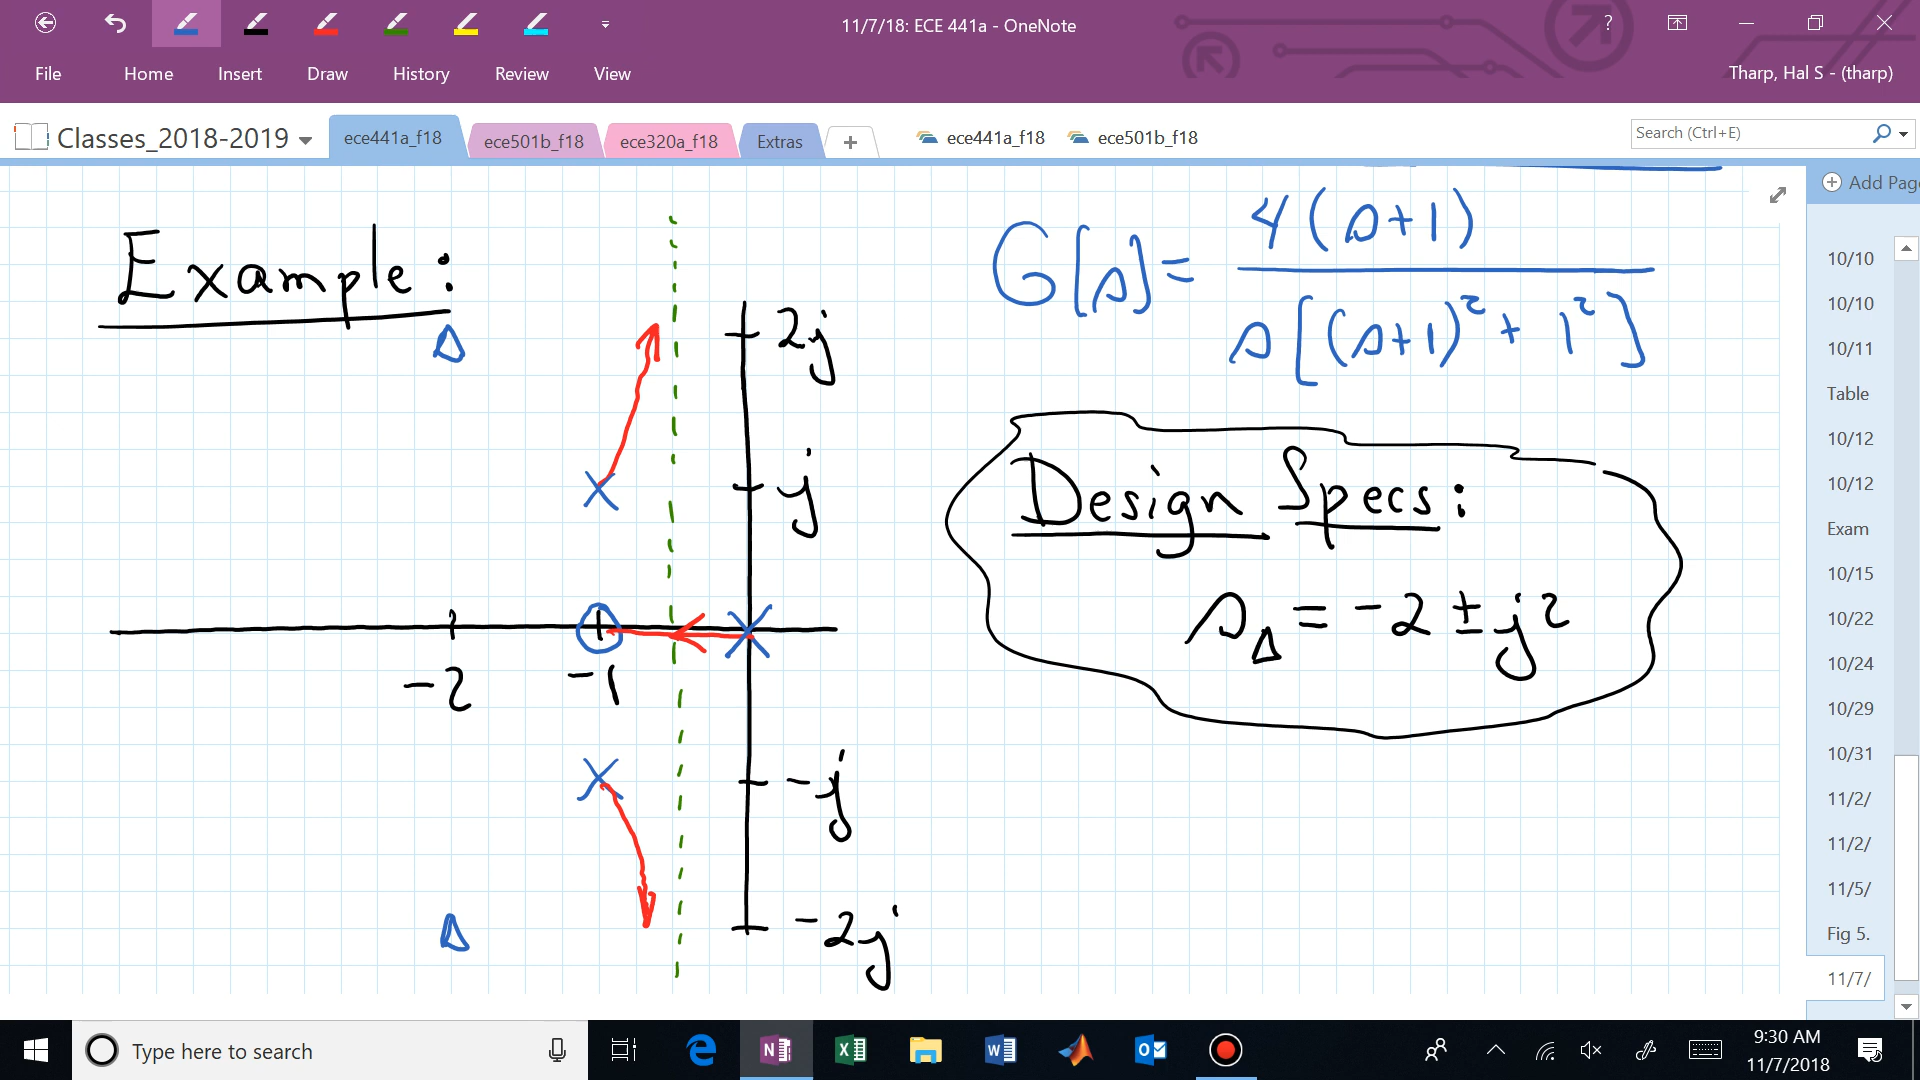 11/7/18: ECE 441a - OneNote
?
File Home Insert Draw History Review View
Tharp, Hal S - (tharp)
Classes_2018-2019
ece441a_f18
ece501b_f18
ece320a_f18
Extras
+
ece441a_f18
ece501b_f18
Search (Ctrl+E)
Add Pag
10/10
10/10
10/11
Table
10/12
10/12
Exam
10/15
10/22
10/24
10/29
10/31
11/2/
11/2/
11/5/
Fig 5.
11/7/
Example:
G[s] = 4(s+1)
s[(s+1)² + 1²]
2j
j
-2
-1
-j
-2j
Design Specs:
s_Δ = -2 ± j2
Type here to search
9:30 AM
11/7/2018